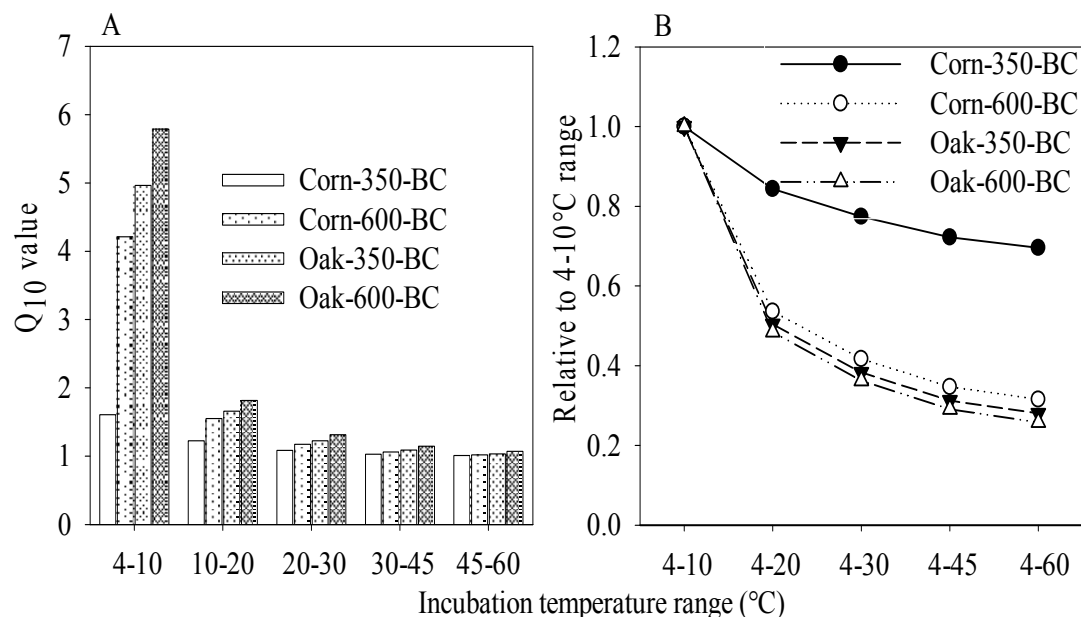 A
Q10 value
7
6
5
4
3
2
1
0
Corn-350-BC
Corn-600-BC
Oak-350-BC
Oak-600-BC
4-10 10-20 20-30 30-45 45-60
B
Relative to 4-10°C range
1.2
1.0
0.8
0.6
0.4
0.2
0.0
Corn-350-BC
Corn-600-BC
Oak-350-BC
Oak-600-BC
4-10 4-20 4-30 4-45 4-60
Incubation temperature range (°C)